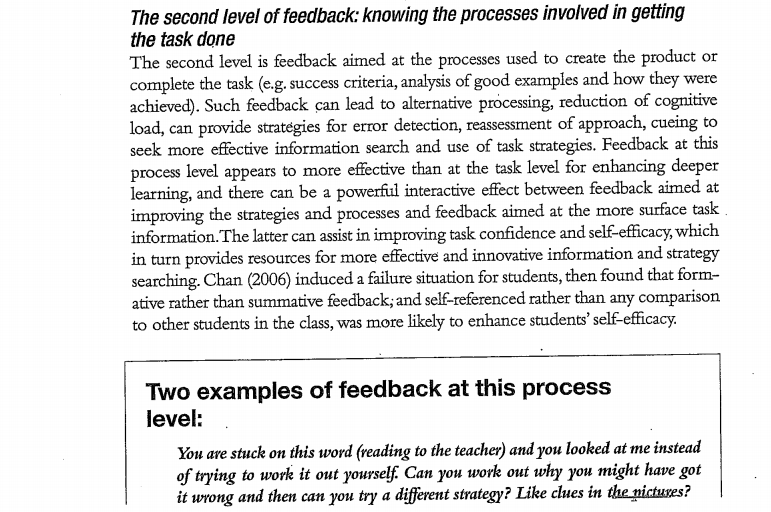 The second level of feedback: knowing the processes involved in getting
the task done
The second level is feedback aimed at the processes used to create the product or
complete the task (e.g. success criteria, analysis of good examples and how they were
achieved). Such feedback can lead to alternative processing, reduction of cognitive
load, can provide strategies for error detection, reassessment of approach, cueing to
seek more effective information search and use of task strategies. Feedback at this
process level appears to more effective than at the task level for enhancing deeper
learning, and there can be a powerful interactive effect between feedback aimed at
improving the strategies and processes and feedback aimed at the more surface task
information.The latter can assist in improving task confidence and self-efficacy, which
in turn provides resources for more effective and innovative information and strategy
searching. Chan (2006) induced a failure situation for students, then found that form-
ative rather than summative feedback; and self-referenced rather than any comparison
to other students in the class, was more likely to enhance students' self-efficacy.
Two examples of feedback at this process
level:
You are stuck on this word (reading to the teacher) and you looked at me instead
of trying to work it out yourself. Can you work out why you might have got
it wrong and then can you try a different strategy? Like clues in the pictures?